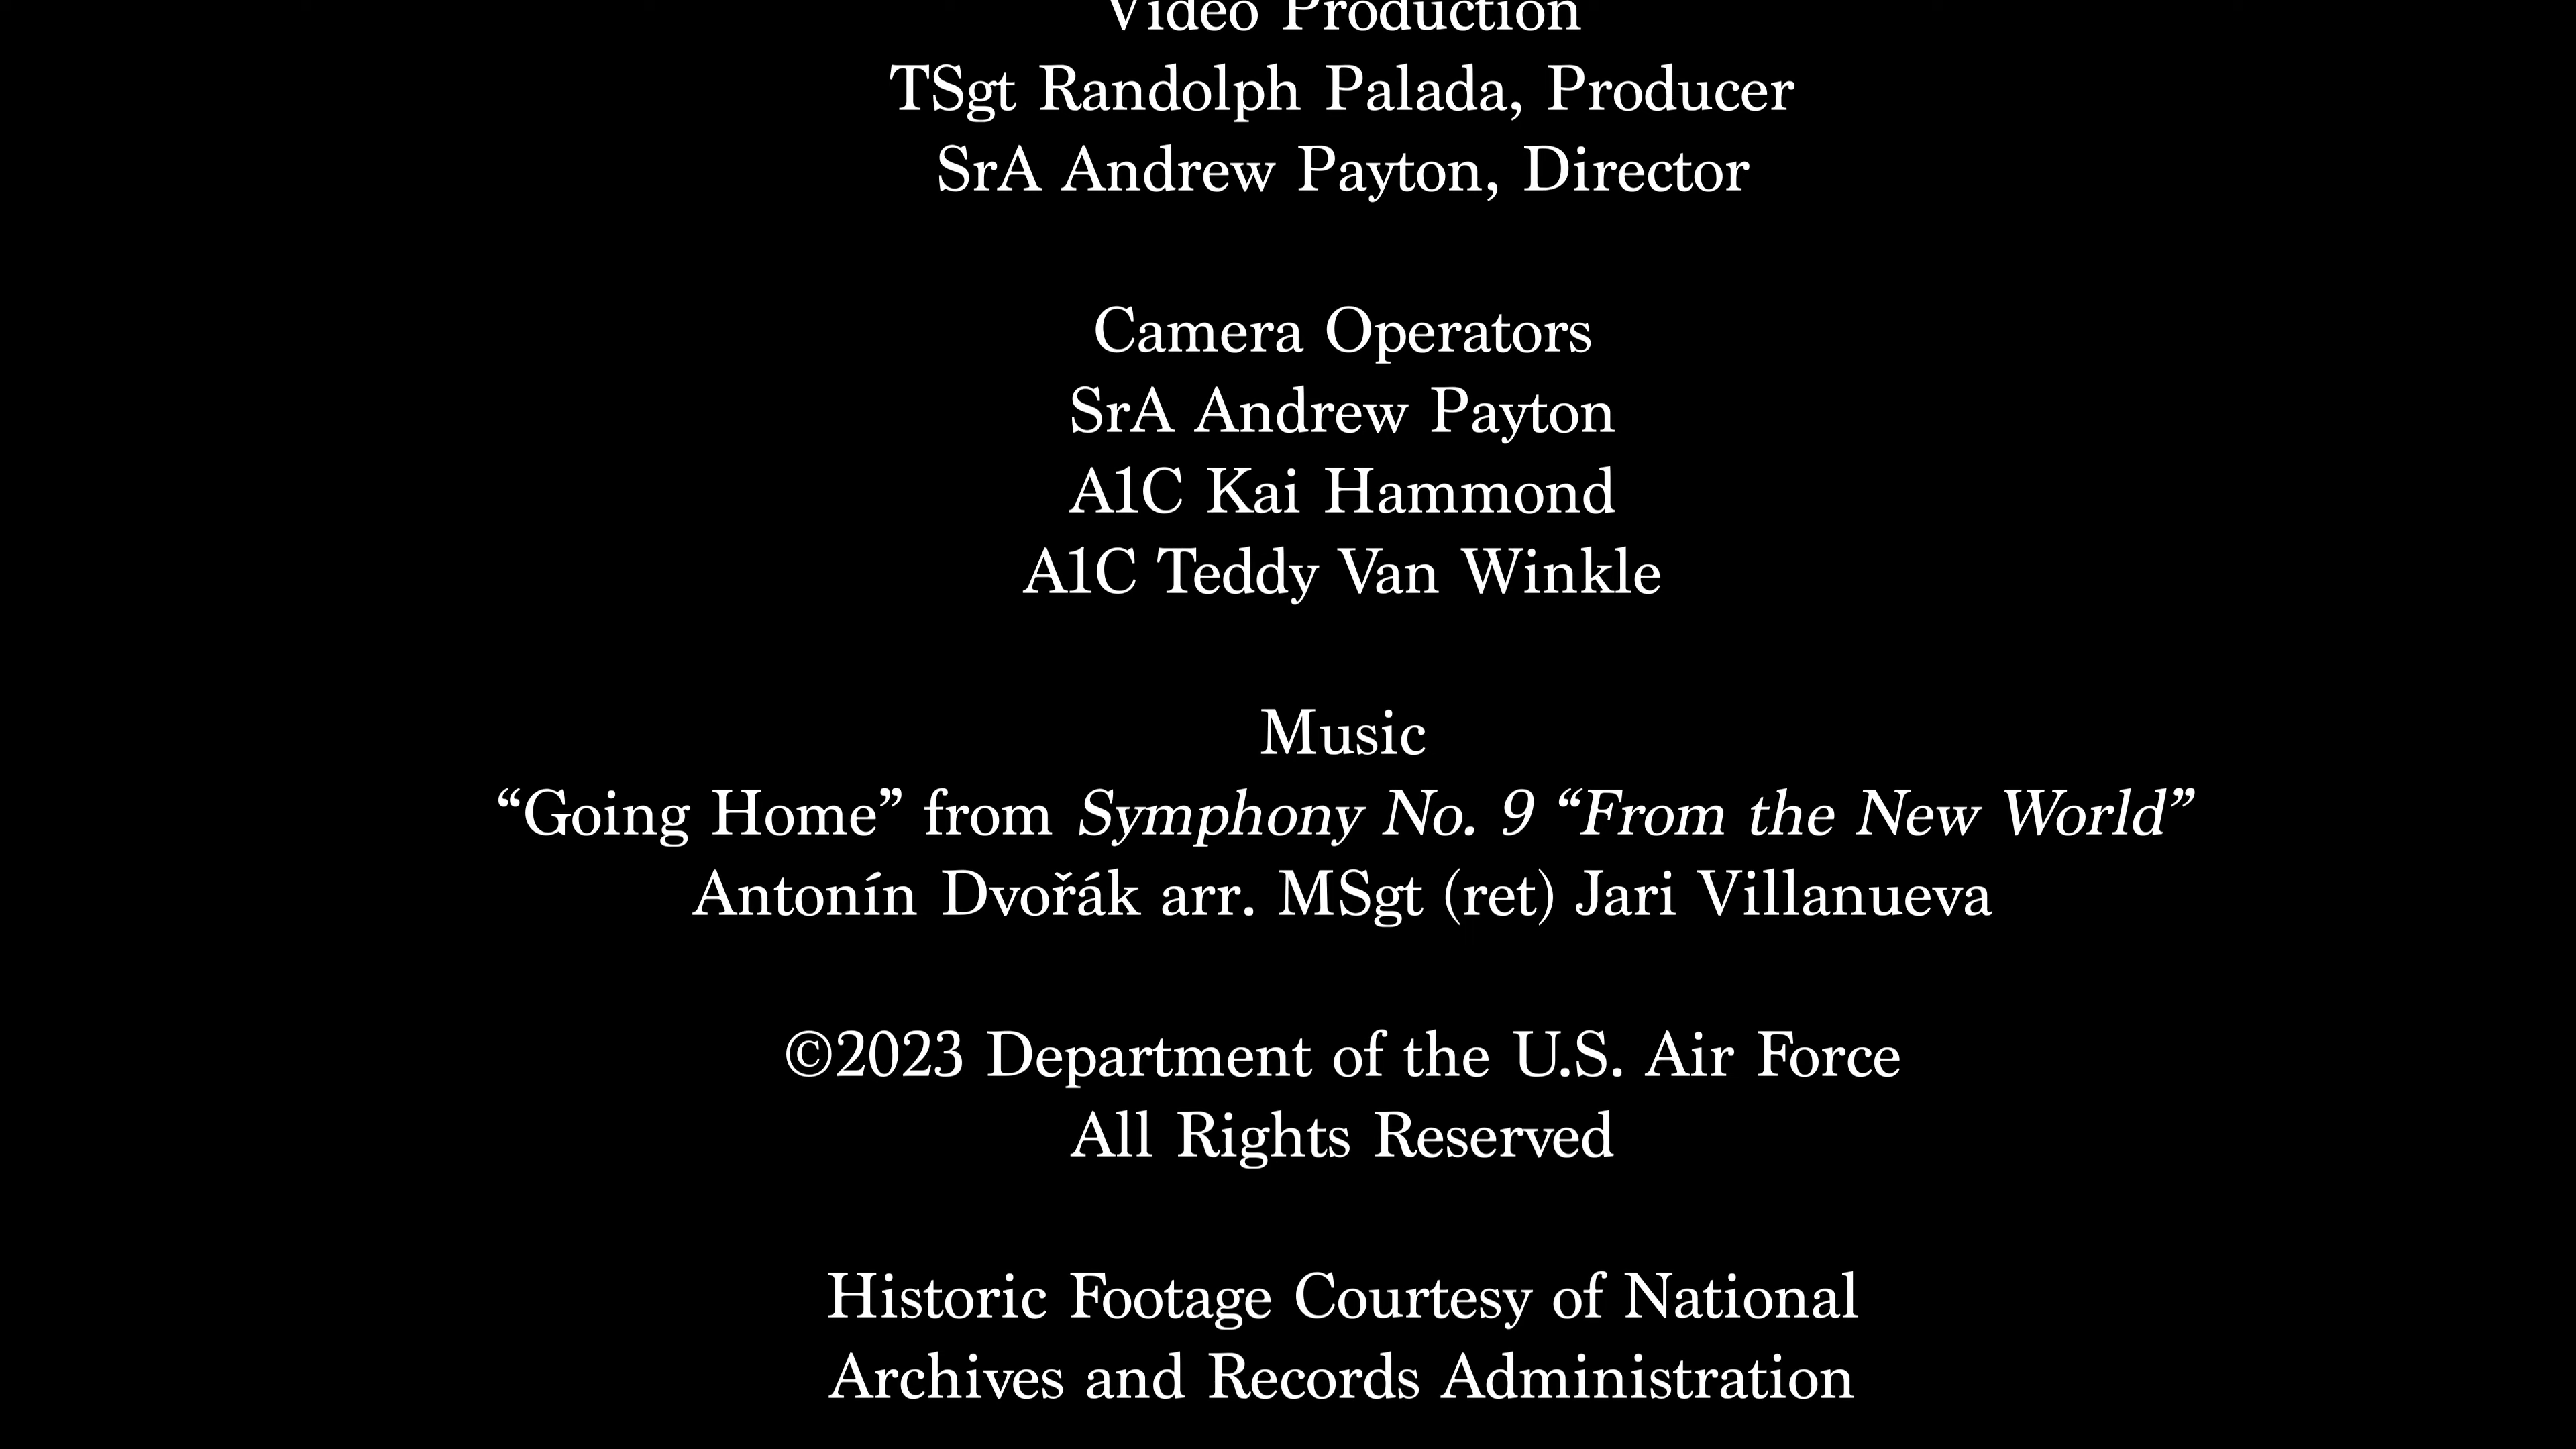 Video Production
TSgt Randolph Palada, Producer
SrA Andrew Payton, Director
Camera Operators
SrA Andrew Payton
A1C Kai Hammond
A1C Teddy Van Winkle
Music
“Going Home” from Symphony No. 9 “From the New World”
Antonín Dvořák arr. MSgt (ret) Jari Villanueva
©2023 Department of the U.S. Air Force
All Rights Reserved
Historic Footage Courtesy of National
Archives and Records Administration